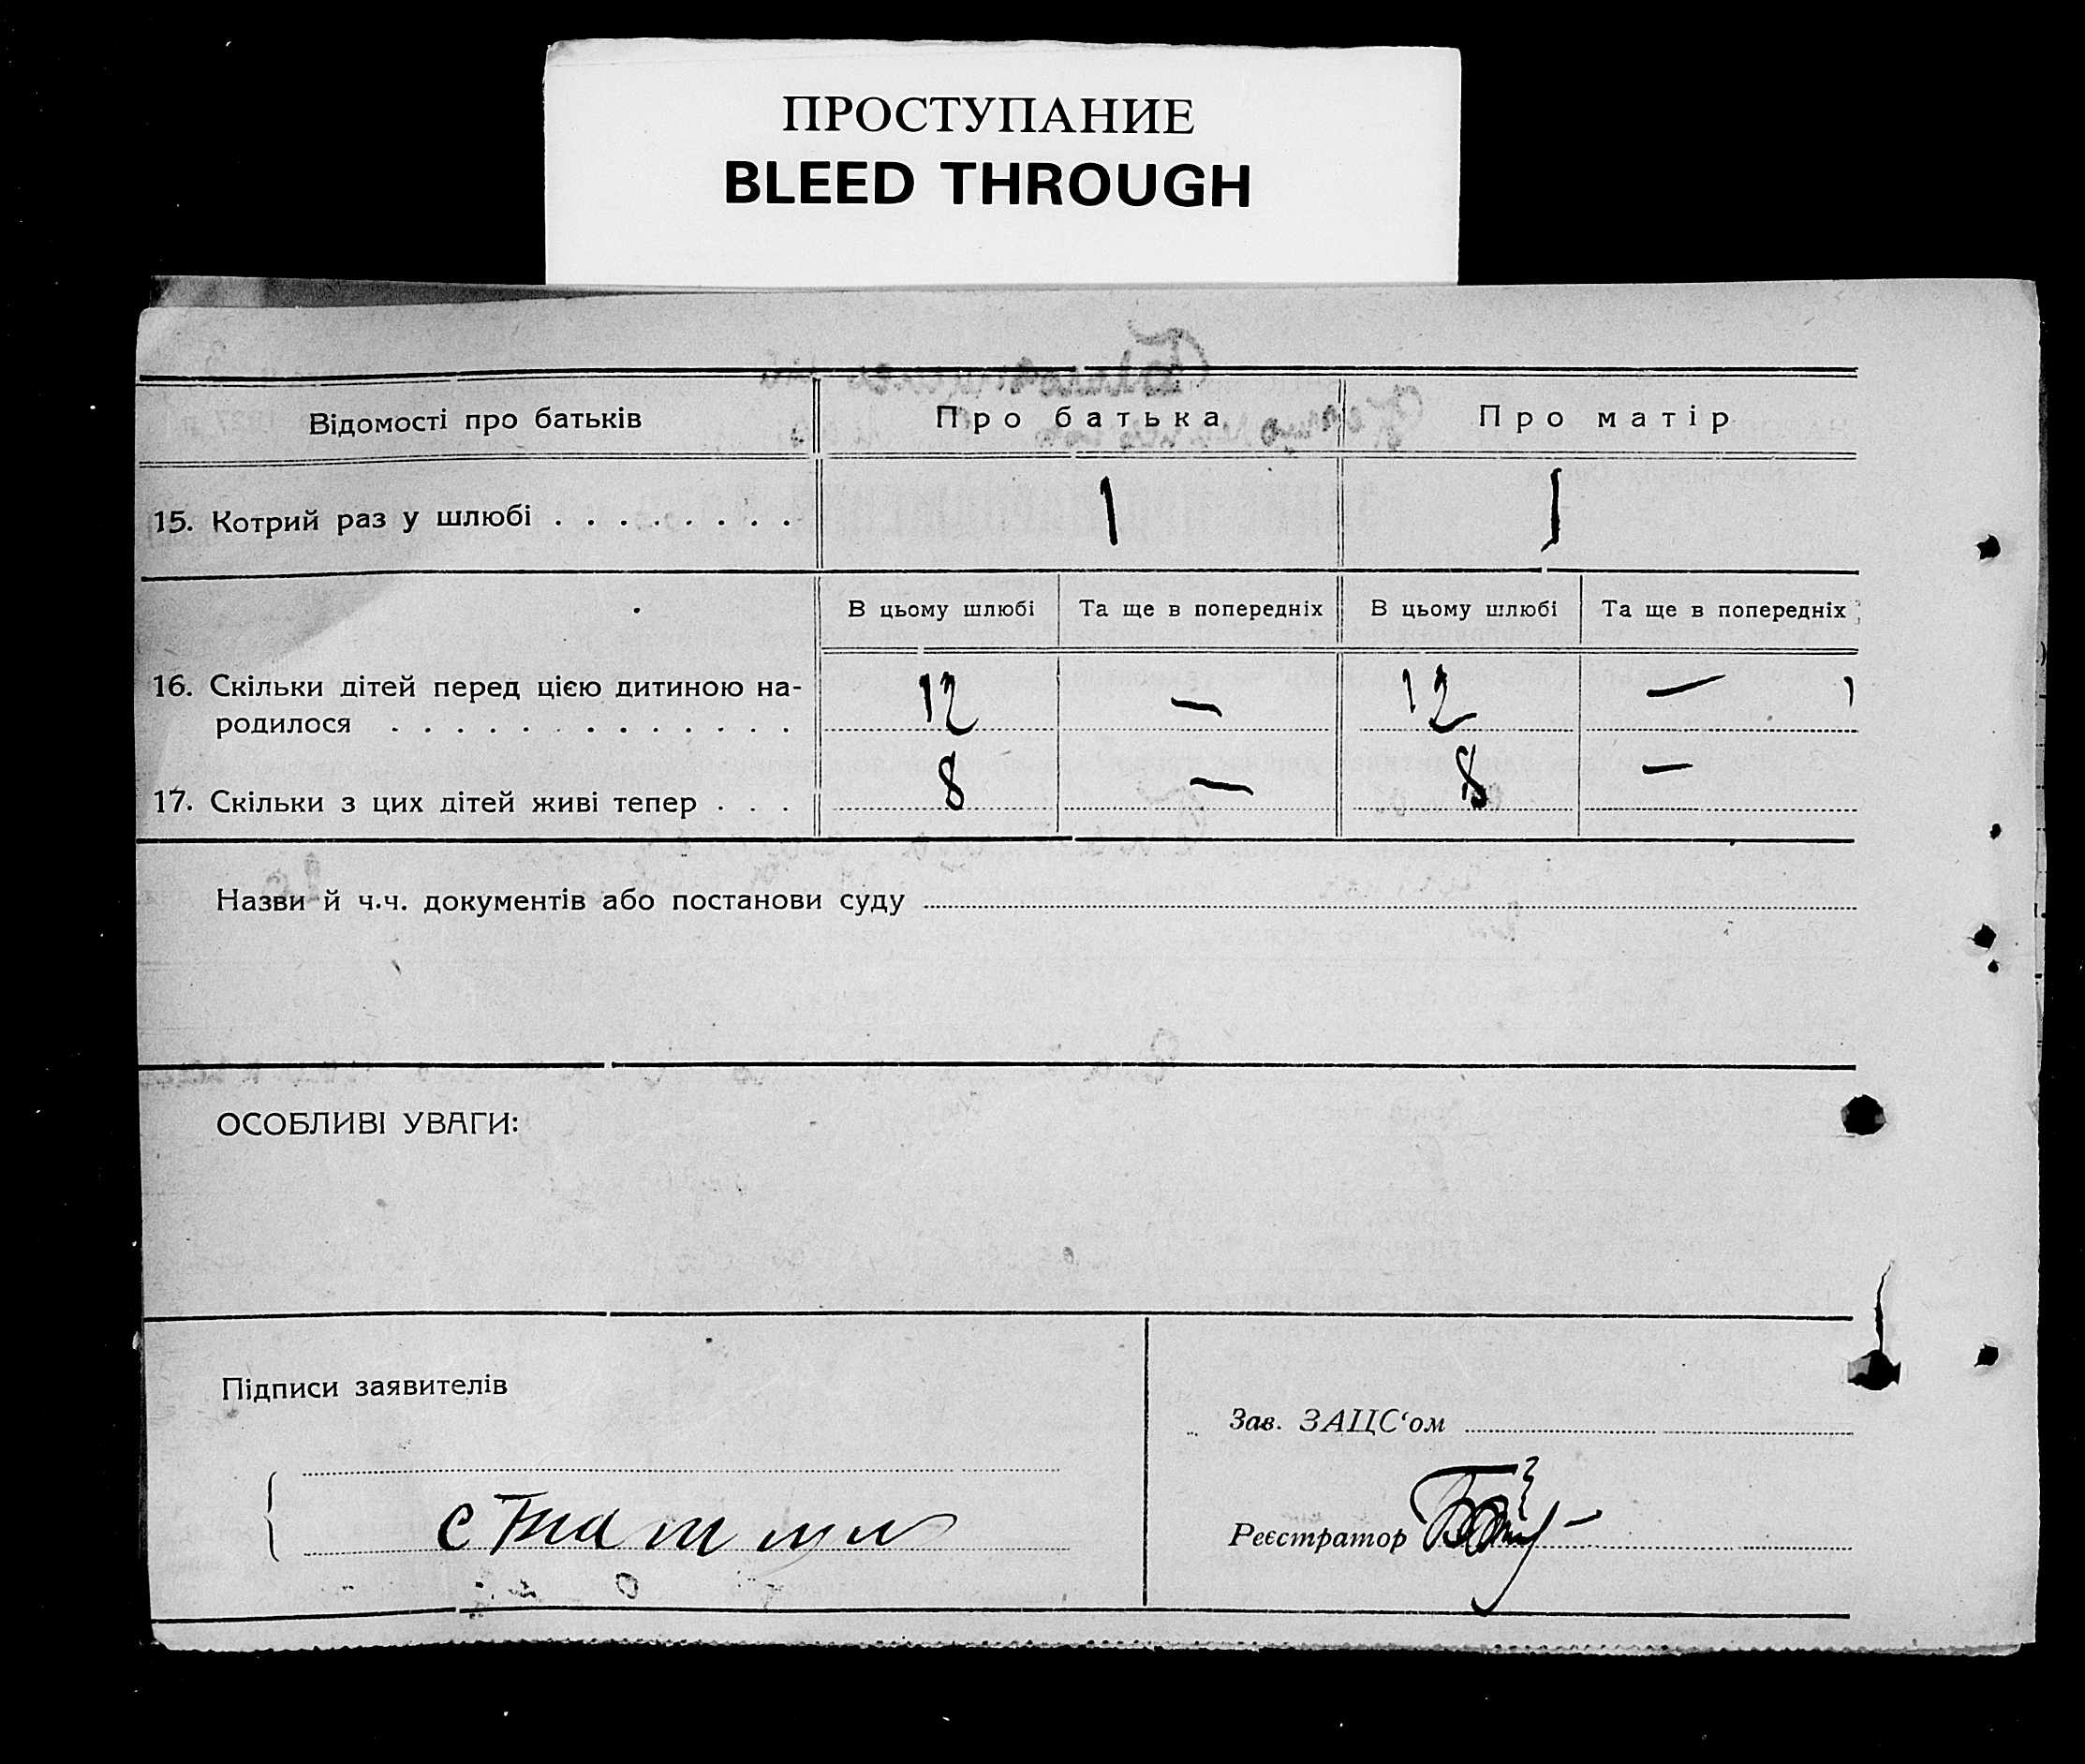 ПРОСТУПАНИЕ
BLEED THROUGH
Відомості про батьків Про батька Про матір
15. Котрий раз у шлюбі . . . . . . . . 1 1
В цьому шлюбі Та ще в попередніх В цьому шлюбі Та ще в попередніх
16. Скільки дітей перед цією дитиною на-
родилося . . . . . . . . . . . . . 12 — 12 —
17. Скільки з цих дітей живі тепер . . . 8 — 8 —
Назви й ч.ч. документів або постанови суду
ОСОБЛИВІ УВАГИ:
Підписи заявителів
Зав. ЗАЦС‘ом
Реєстратор